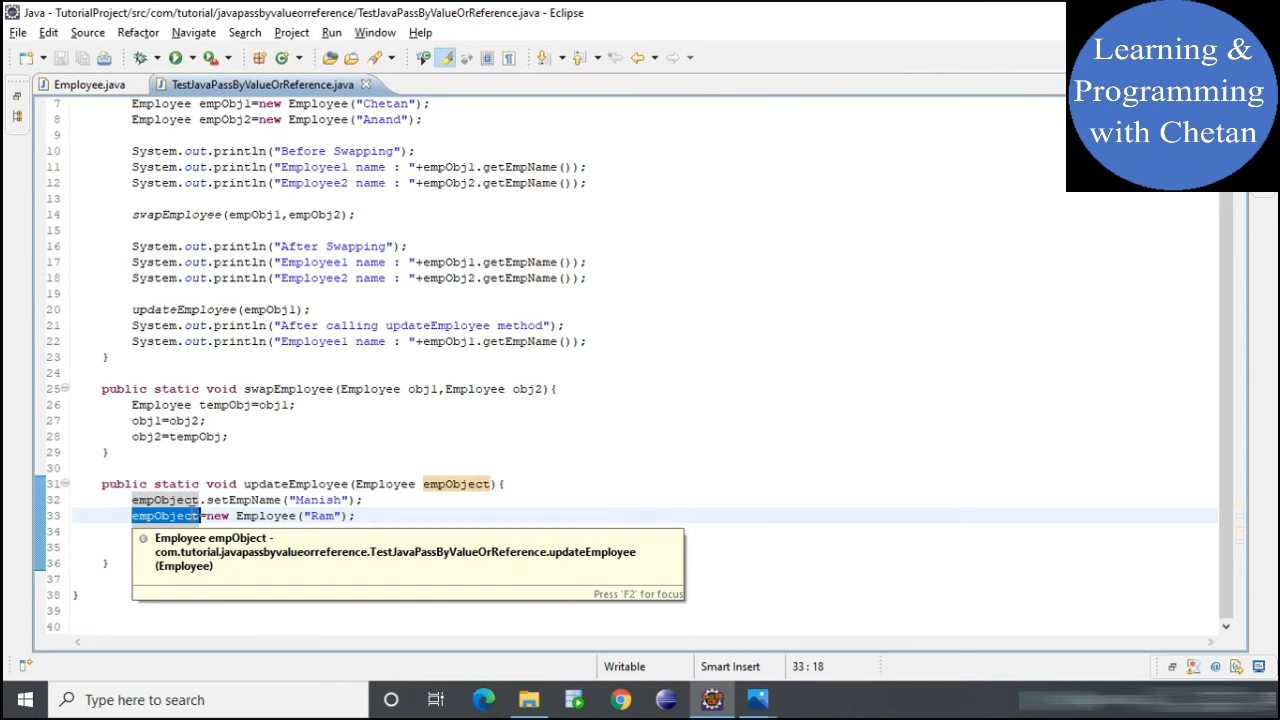 Java - TutorialProject/src/com/tutorial/javapassbyvalueorreference/TestJavaPassByValueOrReference.java - Eclipse
File Edit Source Refactor Navigate Search Project Run Window Help
Learning &
Programming
with Chetan
Employee.java TestJavaPassByValueOrReference.java
7 Employee empObj1=new Employee("Chetan");
8 Employee empObj2=new Employee("Anand");
9
10 System.out.println("Before Swapping");
11 System.out.println("Employee1 name : "+empObj1.getEmpName());
12 System.out.println("Employee2 name : "+empObj2.getEmpName());
13
14 swapEmployee(empObj1,empObj2);
15
16 System.out.println("After Swapping");
17 System.out.println("Employee1 name : "+empObj1.getEmpName());
18 System.out.println("Employee2 name : "+empObj2.getEmpName());
19
20 updateEmployee(empObj1);
21 System.out.println("After calling updateEmployee method");
22 System.out.println("Employee1 name : "+empObj1.getEmpName());
23 }
24
25 public static void swapEmployee(Employee obj1,Employee obj2){
26 Employee tempObj=obj1;
27 obj1=obj2;
28 obj2=tempObj;
29 }
30
31 public static void updateEmployee(Employee empObject){
32 empObject.setEmpName("Manish");
33 empObject=new Employee("Ram");
34
Employee empObject -
35
com.tutorial.javapassbyvalueorreference.TestJavaPassByValueOrReference.updateEmployee
36 }
(Employee)
37
Press 'F2' for focus
38 }
39
40
Writable Smart Insert 33 : 18
Type here to search